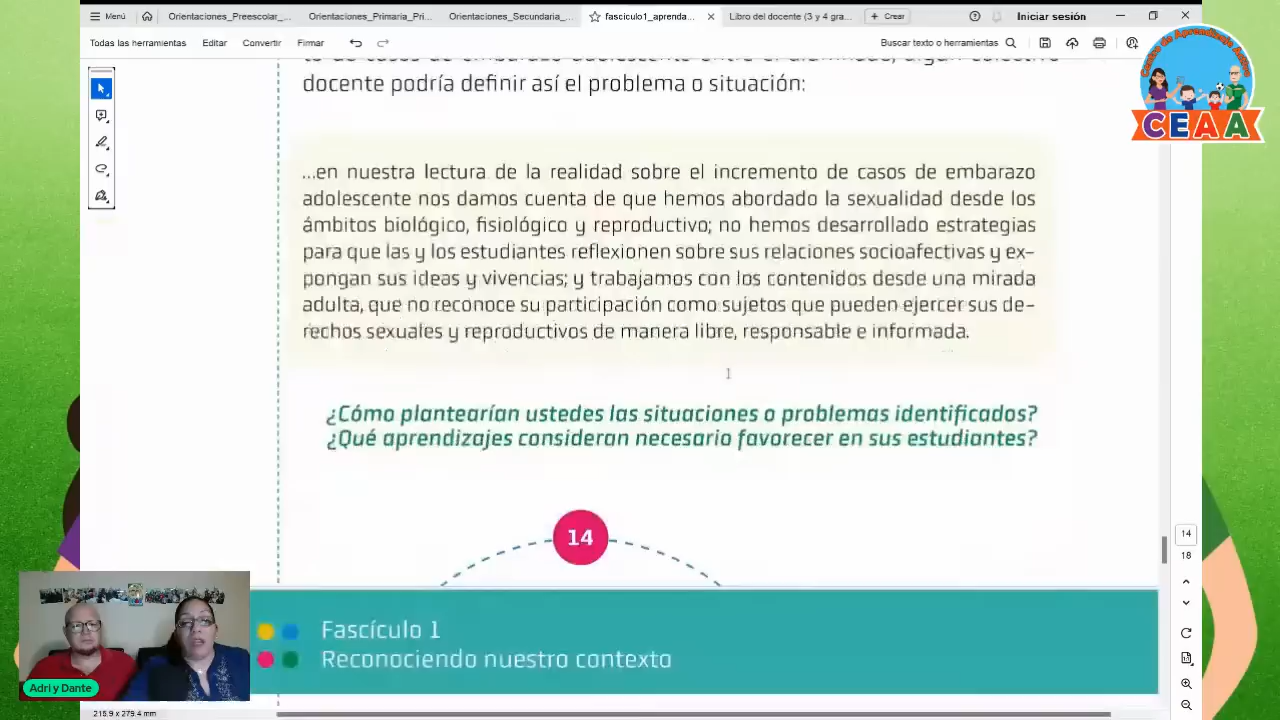 Orientaciones_Preescolar_...
Orientaciones_Primaria_Pri...
Orientaciones_Secundaria_...
fasciculo1_aprenda...
Libro del docente (3 y 4 gra...
Crear
Iniciar sesión
Menú
Todas las herramientas
Editar
Convertir
Firmar
Buscar texto o herramientas
Centro de Aprendizaje Activo
CEAA
docente podría definir así el problema o situación:
...en nuestra lectura de la realidad sobre el incremento de casos de embarazo
adolescente nos damos cuenta de que hemos abordado la sexualidad desde los
ámbitos biológico, fisiológico y reproductivo; no hemos desarrollado estrategias
para que las y los estudiantes reflexionen sobre sus relaciones socioafectivas y ex-
pongan sus ideas y vivencias; y trabajamos con los contenidos desde una mirada
adulta, que no reconoce su participación como sujetos que pueden ejercer sus de-
rechos sexuales y reproductivos de manera libre, responsable e informada.
¿Cómo plantearían ustedes las situaciones o problemas identificados?
¿Qué aprendizajes consideran necesario favorecer en sus estudiantes?
14
14
18
Fascículo 1
Reconociendo nuestro contexto
Adri y Dante
215.9 x 279.4 mm